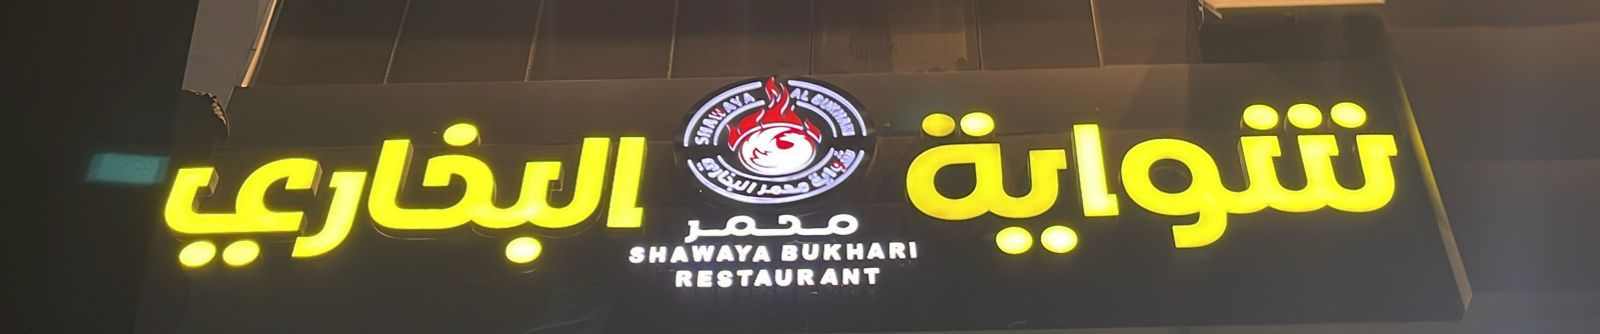 شواية البخاري
SHAWAYA AL BUKHARI
شواية محمر البخاري
محمر
SHAWAYA BUKHARI
RESTAURANT